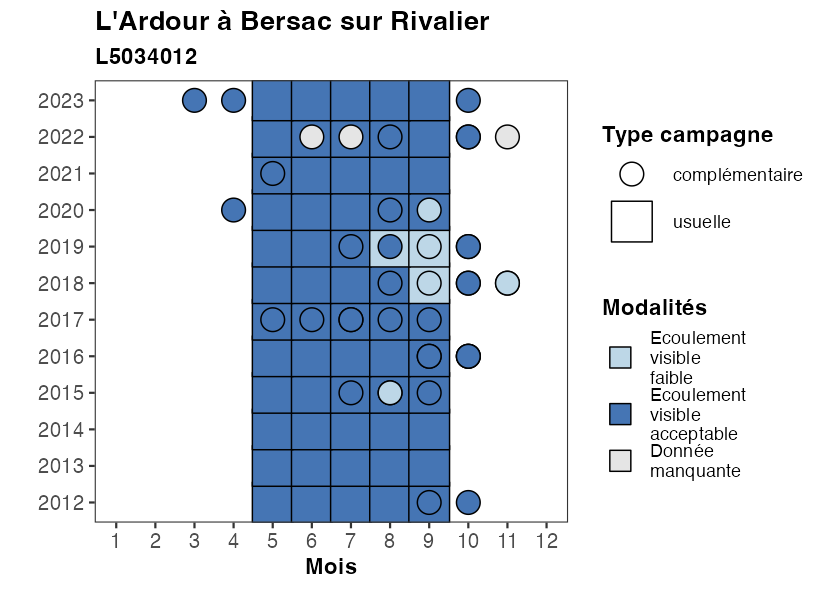 L'Ardour à Bersac sur Rivalier
L5034012
2023
2022
2021
2020
2019
2018
2017
2016
2015
2014
2013
2012
1 2 3 4 5 6 7 8 9 10 11 12
Mois
Type campagne
complémentaire
usuelle
Modalités
Ecoulement
visible
faible
Ecoulement
visible
acceptable
Donnée
manquante